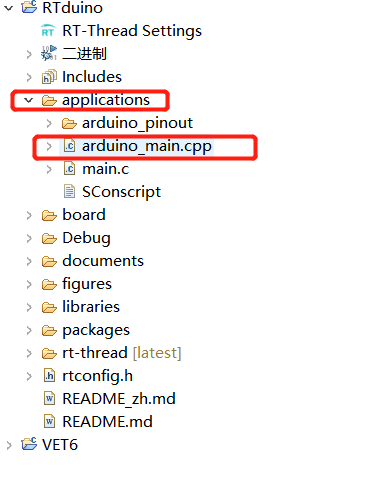 RTduino
RT RT-Thread Settings
二进制
Includes
applications
arduino_pinout
arduino_main.cpp
main.c
SConscript
board
Debug
documents
figures
libraries
packages
rt-thread [latest]
rtconfig.h
README_zh.md
README.md
VET6